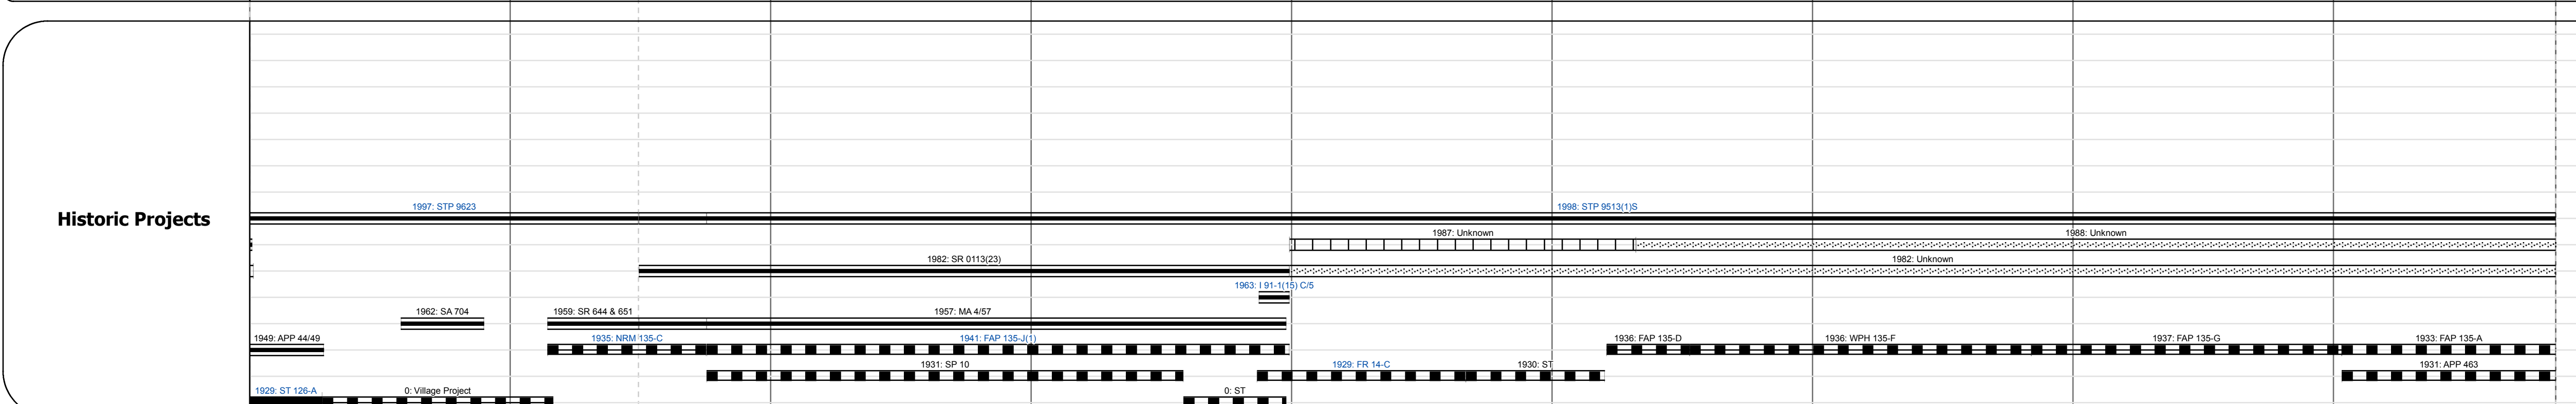 1997: STP 9623
1998: STP 9513(1)S
Historic Projects
1987: Unknown
1988: Unknown
1982: SR 0113(23)
1982: Unknown
1963: I 91-1(15) C/5
1962: SA 704
1959: SR 644 & 651
1957: MA 4/57
1949: APP 44/49
1935: NRM 135-C
1941: FAP 135-J(1)
1936: FAP 135-D
1936: WPH 135-F
1937: FAP 135-G
1933: FAP 135-A
1931: SP 10
1929: FR 14-C
1930: ST
1931: APP 463
1929: ST 126-A
0: Village Project
0: ST